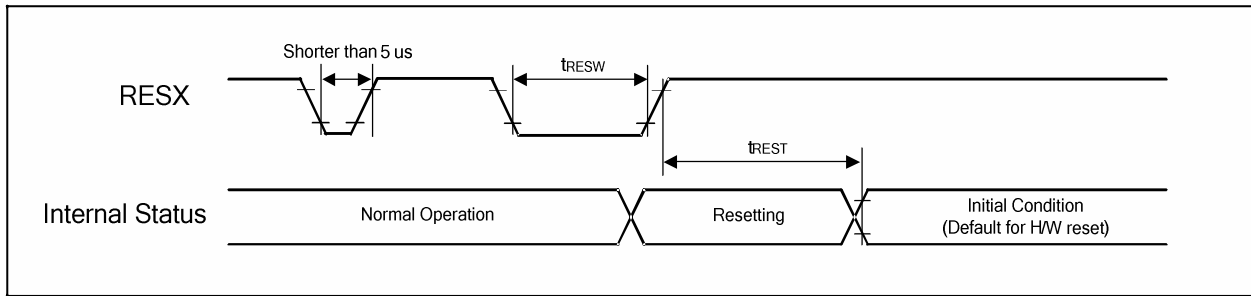 Shorter than 5 us
tRESW
RESX
tREST
Internal Status
Normal Operation
Resetting
Initial Condition
(Default for H/W reset)